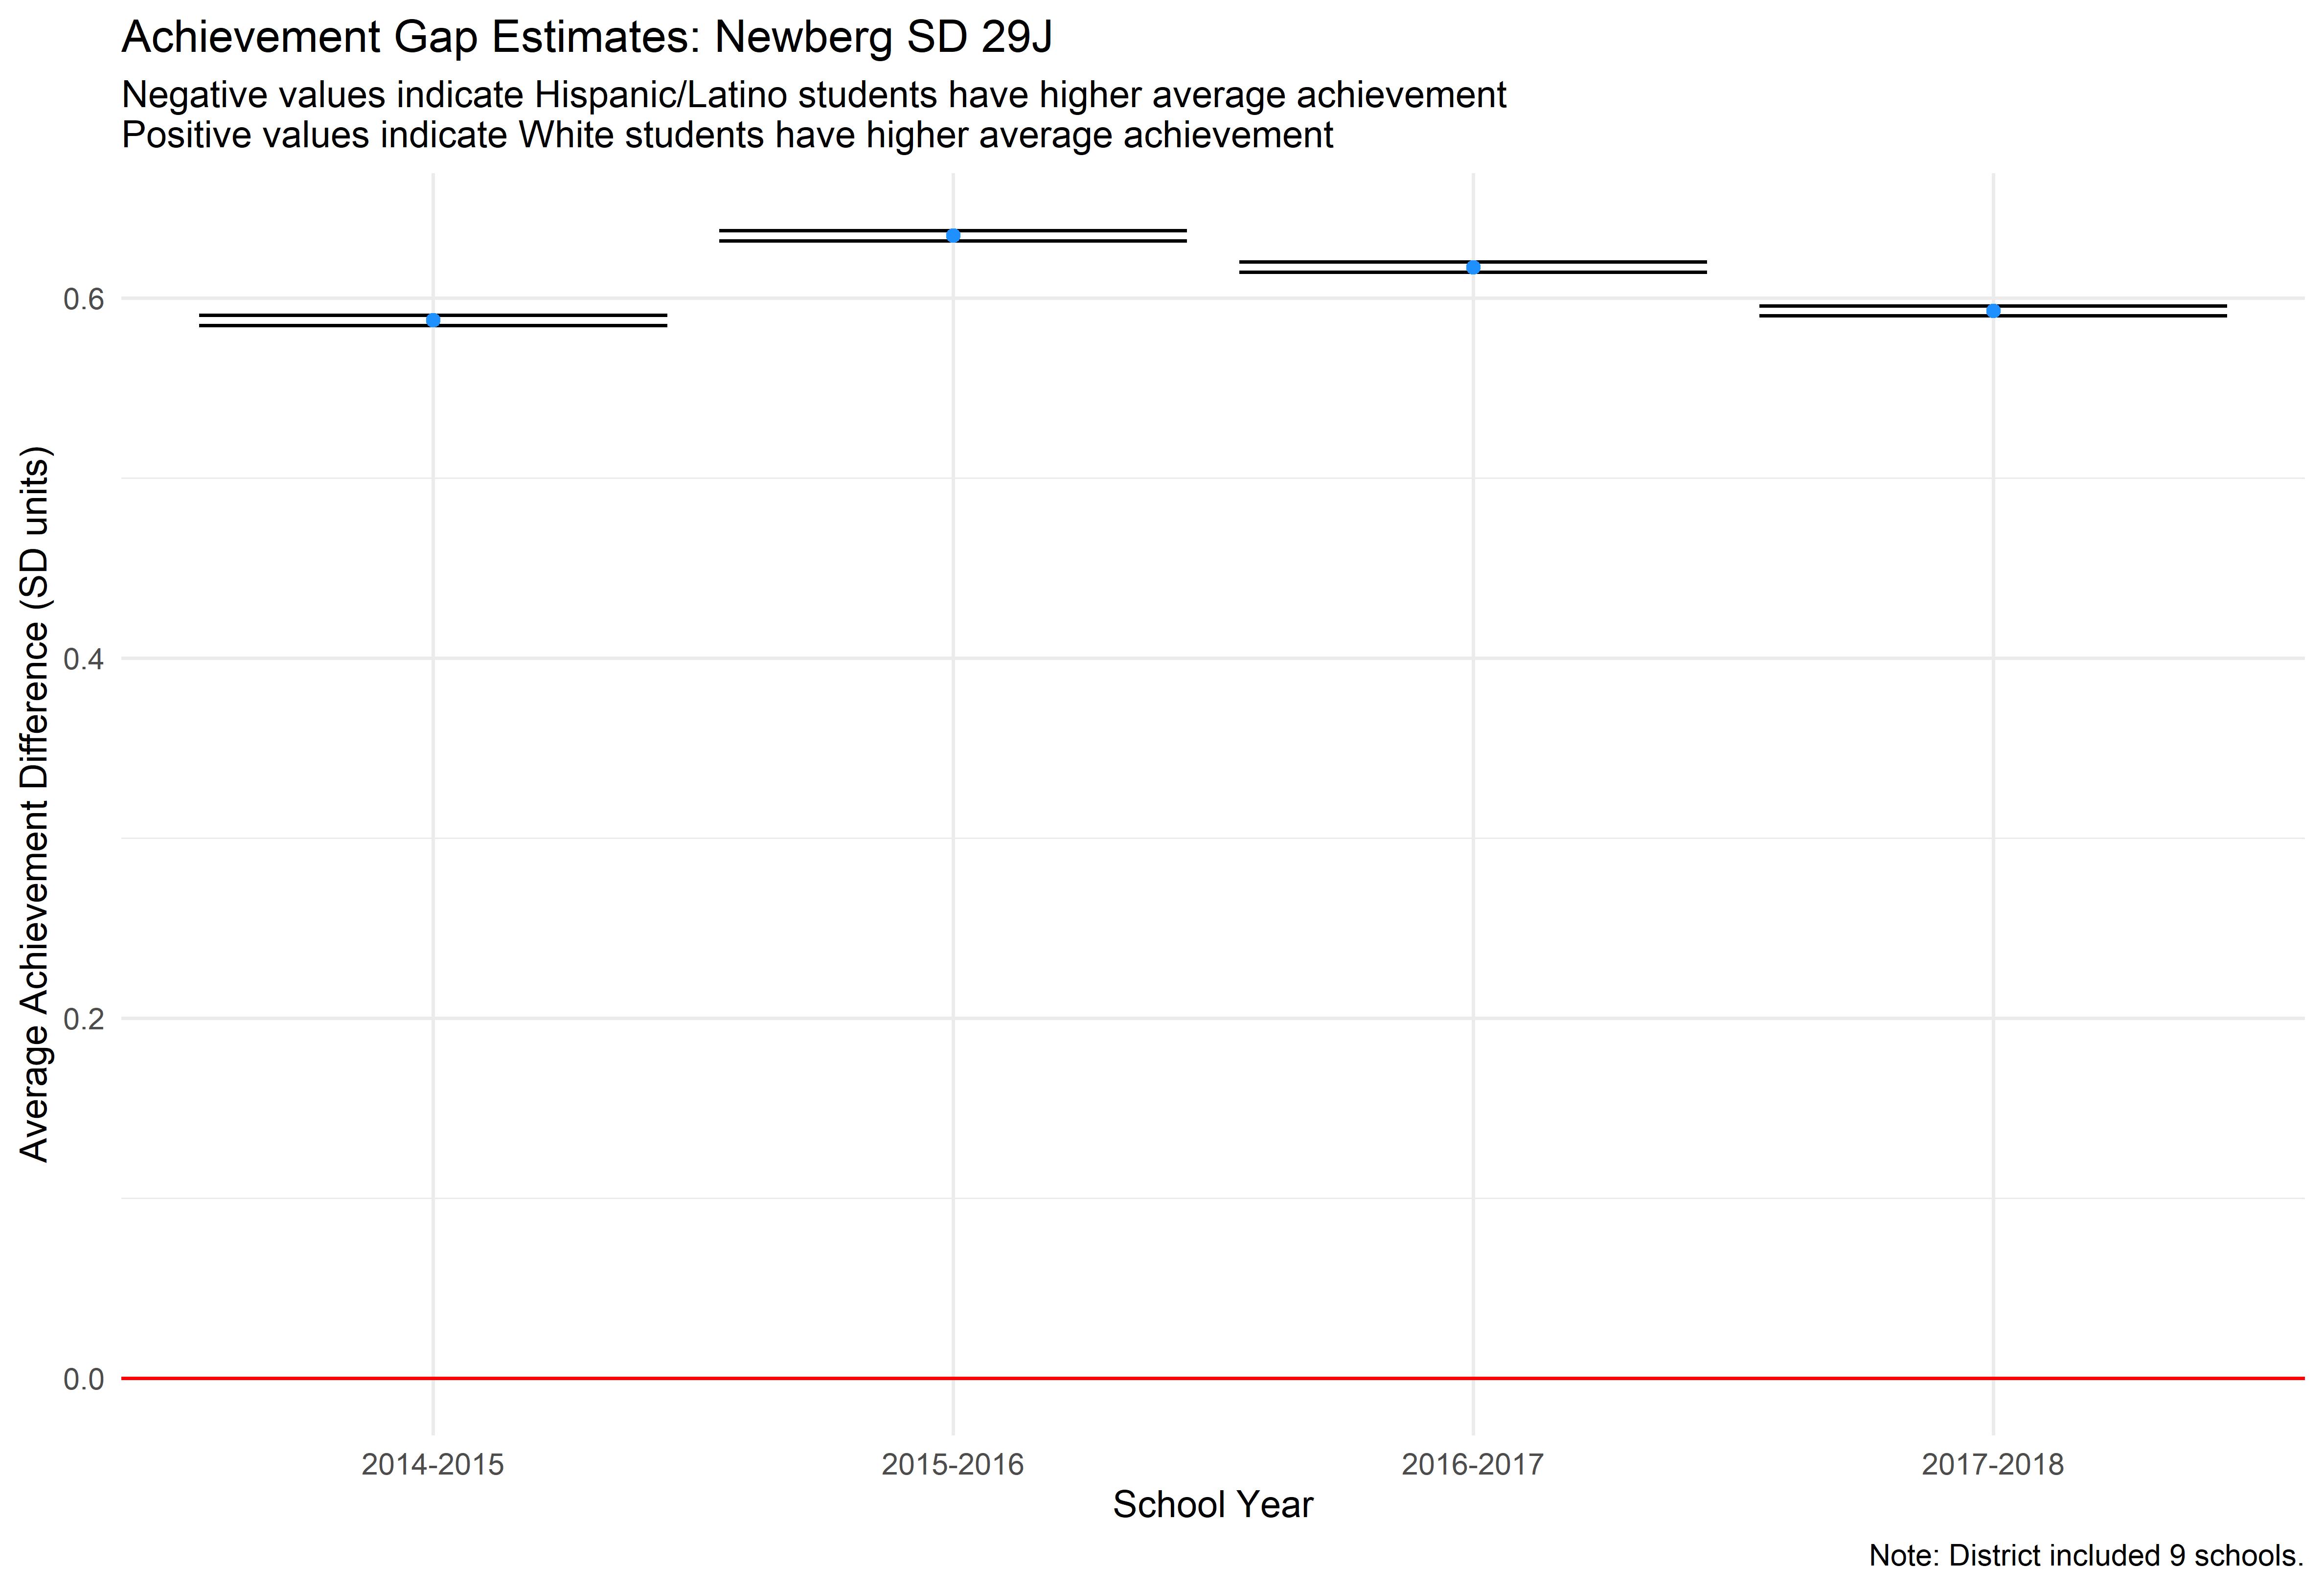 Achievement Gap Estimates: Newberg SD 29J
Negative values indicate Hispanic/Latino students have higher average achievement
Positive values indicate White students have higher average achievement
Average Achievement Difference (SD units)
0.6
0.4
0.2
0.0
2014-2015
2015-2016
2016-2017
2017-2018
School Year
Note: District included 9 schools.